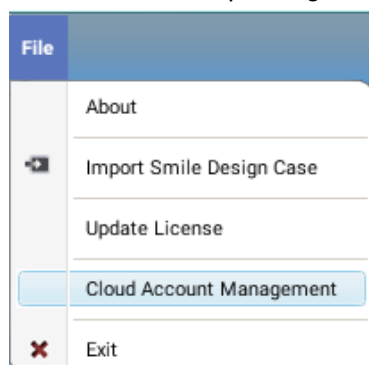 File
About
Import Smile Design Case
Update License
Cloud Account Management
Exit